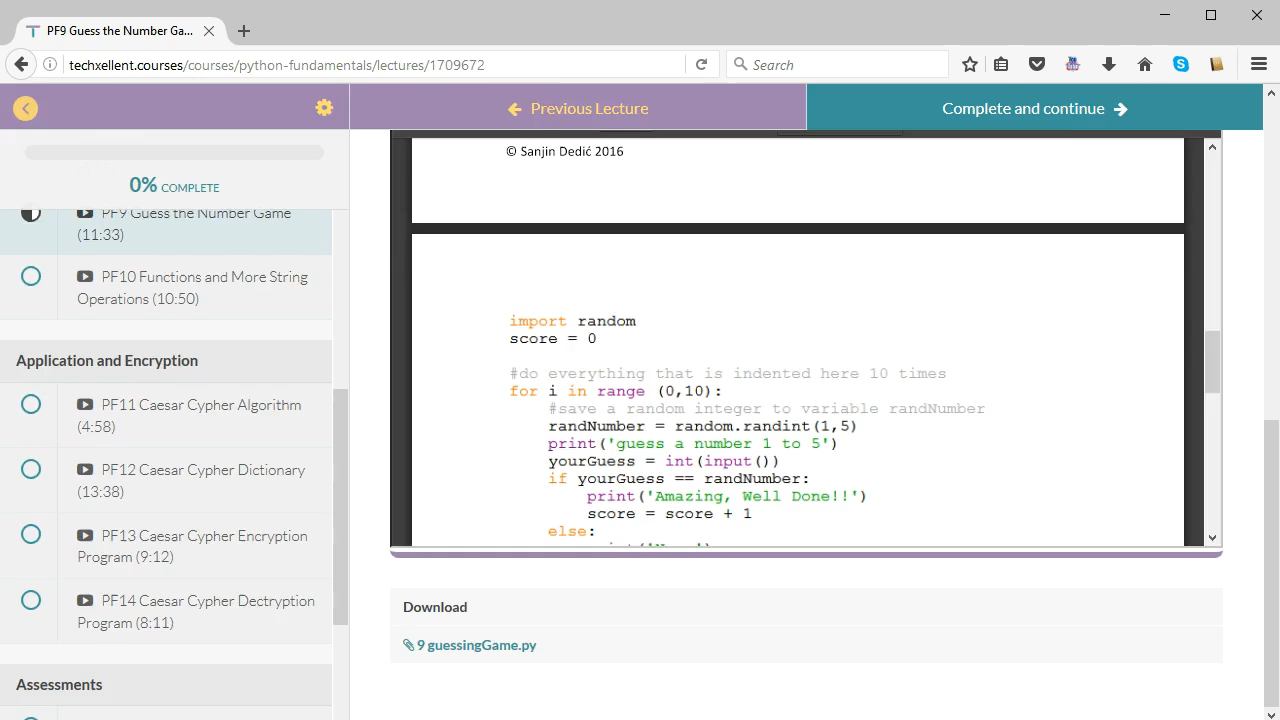 PF9 Guess the Number Ga...
techxellent.courses/courses/python-fundamentals/lectures/1709672
Search
Previous Lecture
Complete and continue
0% COMPLETE
PF9 Guess the Number Game
(11:33)
PF10 Functions and More String
Operations (10:50)
Application and Encryption
PF11 Caesar Cypher Algorithm
(4:58)
PF12 Caesar Cypher Dictionary
(13:38)
PF13 Caesar Cypher Encryption
Program (9:12)
PF14 Caesar Cypher Dectryption
Program (8:11)
Assessments
© Sanjin Dedić 2016
import random
score = 0
#do everything that is indented here 10 times
for i in range (0,10):
#save a random integer to variable randNumber
randNumber = random.randint(1,5)
print('guess a number 1 to 5')
yourGuess = int(input())
if yourGuess == randNumber:
print('Amazing, Well Done!!')
score = score + 1
else:
Download
9 guessingGame.py